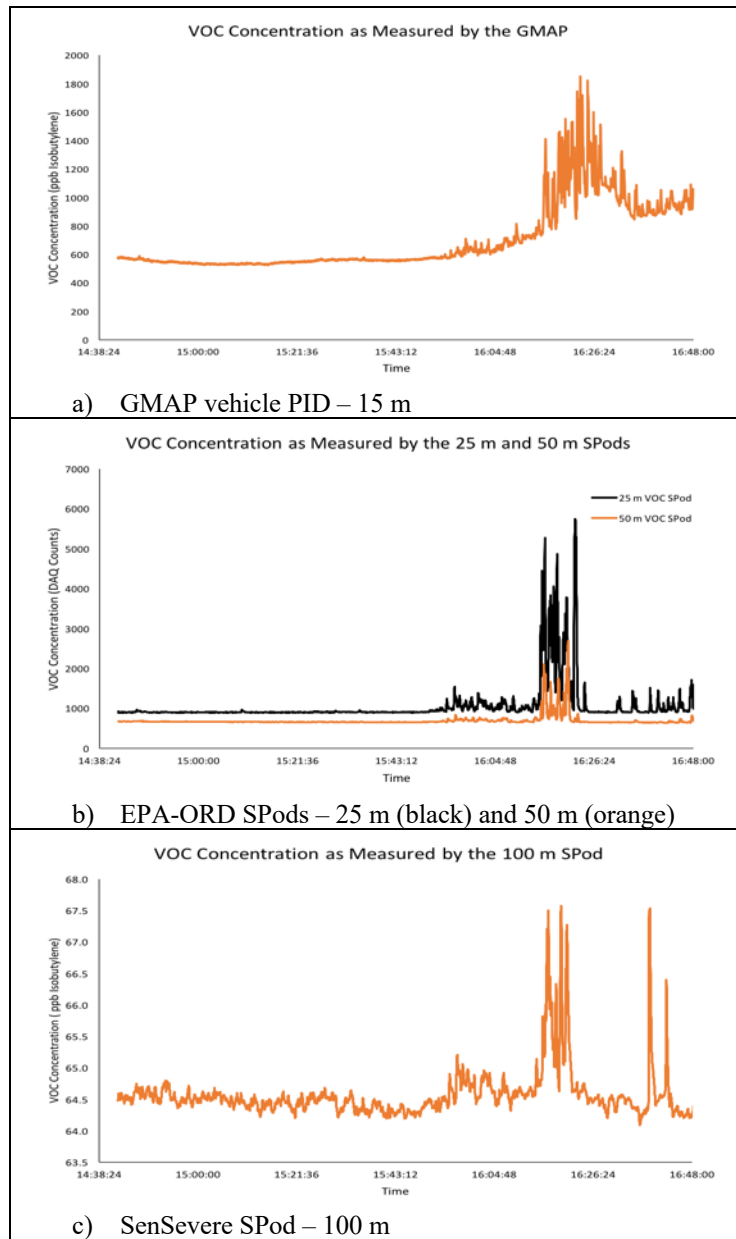 VOC Concentration as Measured by the GMAP
VOC Concentration (ppb Isobutylene)
2000
1800
1600
1400
1200
1000
800
600
400
200
0
14:38:24 15:00:00 15:21:36 15:43:12 16:04:48 16:26:24 16:48:00
Time
a) GMAP vehicle PID – 15 m
VOC Concentration as Measured by the 25 m and 50 m SPods
VOC Concentration (DAQ Counts)
7000
6000
5000
4000
3000
2000
1000
0
25 m VOC SPod
50 m VOC SPod
14:38:24 15:00:00 15:21:36 15:43:12 16:04:48 16:26:24 16:48:00
Time
b) EPA-ORD SPods – 25 m (black) and 50 m (orange)
VOC Concentration as Measured by the 100 m SPod
VOC Concentration ( ppb Isobutylene)
68.0
67.5
67.0
66.5
66.0
65.5
65.0
64.5
64.0
63.5
14:38:24 15:00:00 15:21:36 15:43:12 16:04:48 16:26:24 16:48:00
Time
c) SenSevere SPod – 100 m